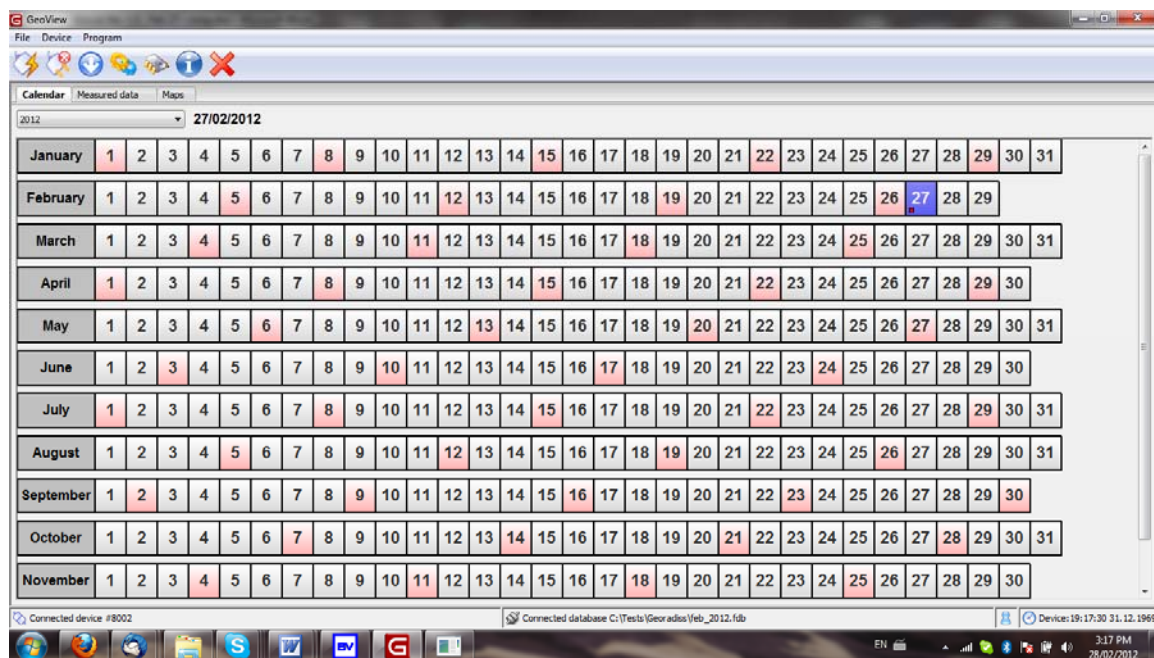 GeoView
File Device Program
Calendar Measured data Maps
2012 27/02/2012
January 1 2 3 4 5 6 7 8 9 10 11 12 13 14 15 16 17 18 19 20 21 22 23 24 25 26 27 28 29 30 31
February 1 2 3 4 5 6 7 8 9 10 11 12 13 14 15 16 17 18 19 20 21 22 23 24 25 26 27 28 29
March 1 2 3 4 5 6 7 8 9 10 11 12 13 14 15 16 17 18 19 20 21 22 23 24 25 26 27 28 29 30 31
April 1 2 3 4 5 6 7 8 9 10 11 12 13 14 15 16 17 18 19 20 21 22 23 24 25 26 27 28 29 30
May 1 2 3 4 5 6 7 8 9 10 11 12 13 14 15 16 17 18 19 20 21 22 23 24 25 26 27 28 29 30 31
June 1 2 3 4 5 6 7 8 9 10 11 12 13 14 15 16 17 18 19 20 21 22 23 24 25 26 27 28 29 30
July 1 2 3 4 5 6 7 8 9 10 11 12 13 14 15 16 17 18 19 20 21 22 23 24 25 26 27 28 29 30 31
August 1 2 3 4 5 6 7 8 9 10 11 12 13 14 15 16 17 18 19 20 21 22 23 24 25 26 27 28 29 30 31
September 1 2 3 4 5 6 7 8 9 10 11 12 13 14 15 16 17 18 19 20 21 22 23 24 25 26 27 28 29 30
October 1 2 3 4 5 6 7 8 9 10 11 12 13 14 15 16 17 18 19 20 21 22 23 24 25 26 27 28 29 30 31
November 1 2 3 4 5 6 7 8 9 10 11 12 13 14 15 16 17 18 19 20 21 22 23 24 25 26 27 28 29 30
Connected device #8002 Connected database C:\Tests\Georadiss\feb_2012.fdb Device: 19:17:30 31.12.1969
EN 3:17 PM
28/02/2012